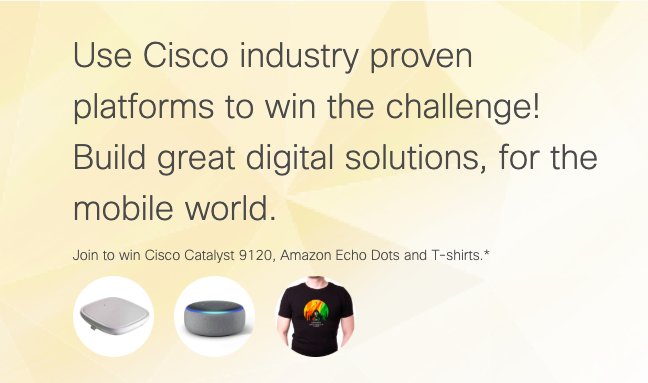 Use Cisco industry proven
platforms to win the challenge!
Build great digital solutions, for the
mobile world.
Join to win Cisco Catalyst 9120, Amazon Echo Dots and T-shirts.*